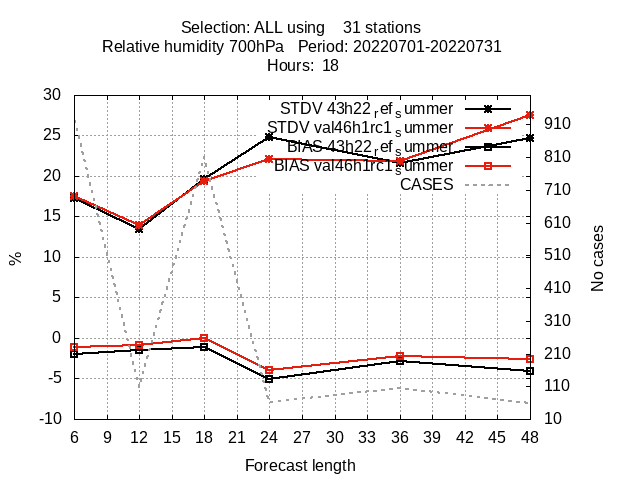 Selection: ALL using    31 stations
Relative humidity 700hPa   Period: 20220701-20220731
Hours: 18
30
25
20
15
10
5
0
-5
-10
%
STDV 43h22_ref_summer
STDV val46h1rc1_summer
BIAS 43h22_ref_summer
BIAS val46h1rc1_summer
CASES
910
810
710
610
510
410
310
210
110
10
No cases
6 9 12 15 18 21 24 27 30 33 36 39 42 45 48
Forecast length